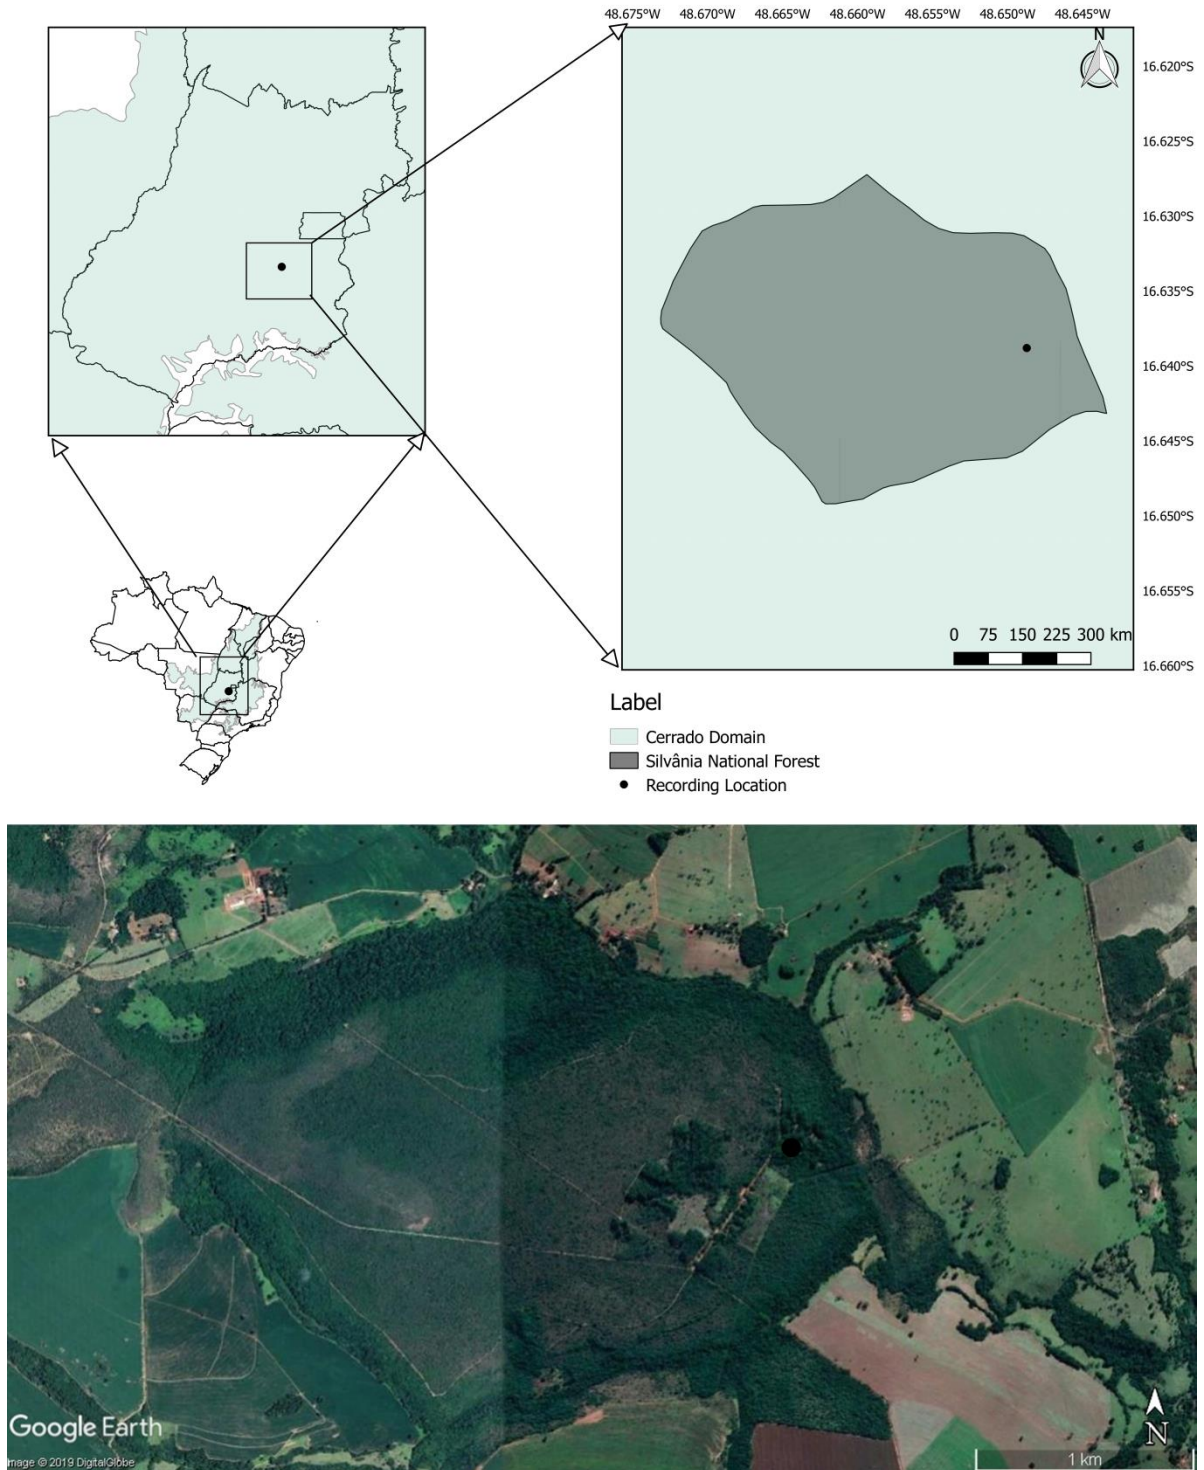 48.675°W 48.670°W 48.665°W 48.660°W 48.655°W 48.650°W 48.645°W
N
16.620°S
16.625°S
16.630°S
16.635°S
16.640°S
16.645°S
16.650°S
16.655°S
16.660°S
0 75 150 225 300 km
Label
Cerrado Domain
Silvânia National Forest
Recording Location
Google Earth
mage © 2019 DigitalGlobe
N
1 km